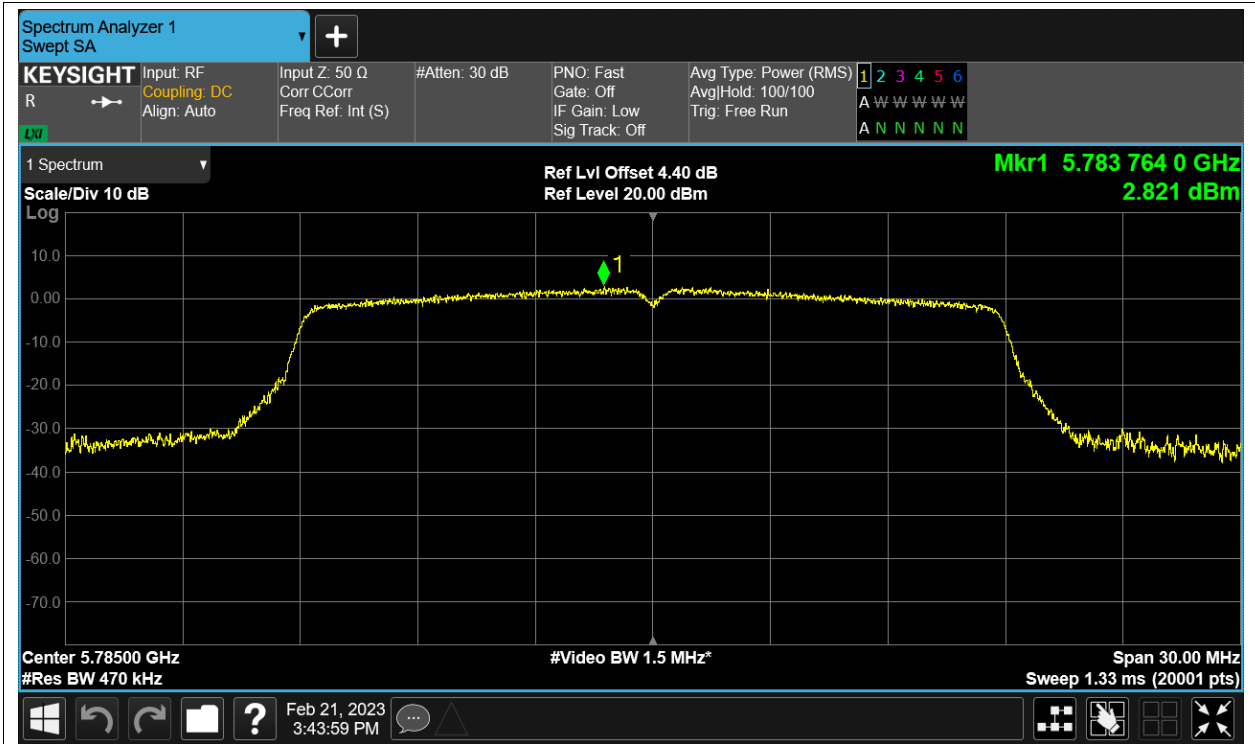 Spectrum Analyzer 1
Swept SA
+
KEYSIGHT
R
LXI
Input: RF
Coupling: DC
Align: Auto
Input Z: 50 Ω
Corr CCorr
Freq Ref: Int (S)
#Atten: 30 dB
PNO: Fast
Gate: Off
IF Gain: Low
Sig Track: Off
Avg Type: Power (RMS)
Avg|Hold: 100/100
Trig: Free Run
1 2 3 4 5 6
A W W W W W
A N N N N N
1 Spectrum
Scale/Div 10 dB
Log
Ref Lvl Offset 4.40 dB
Ref Level 20.00 dBm
Mkr1 5.783 764 0 GHz
2.821 dBm
10.0
0.00
-10.0
-20.0
-30.0
-40.0
-50.0
-60.0
-70.0
1
Center 5.78500 GHz
#Res BW 470 kHz
#Video BW 1.5 MHz*
Span 30.00 MHz
Sweep 1.33 ms (20001 pts)
?
Feb 21, 2023
3:43:59 PM